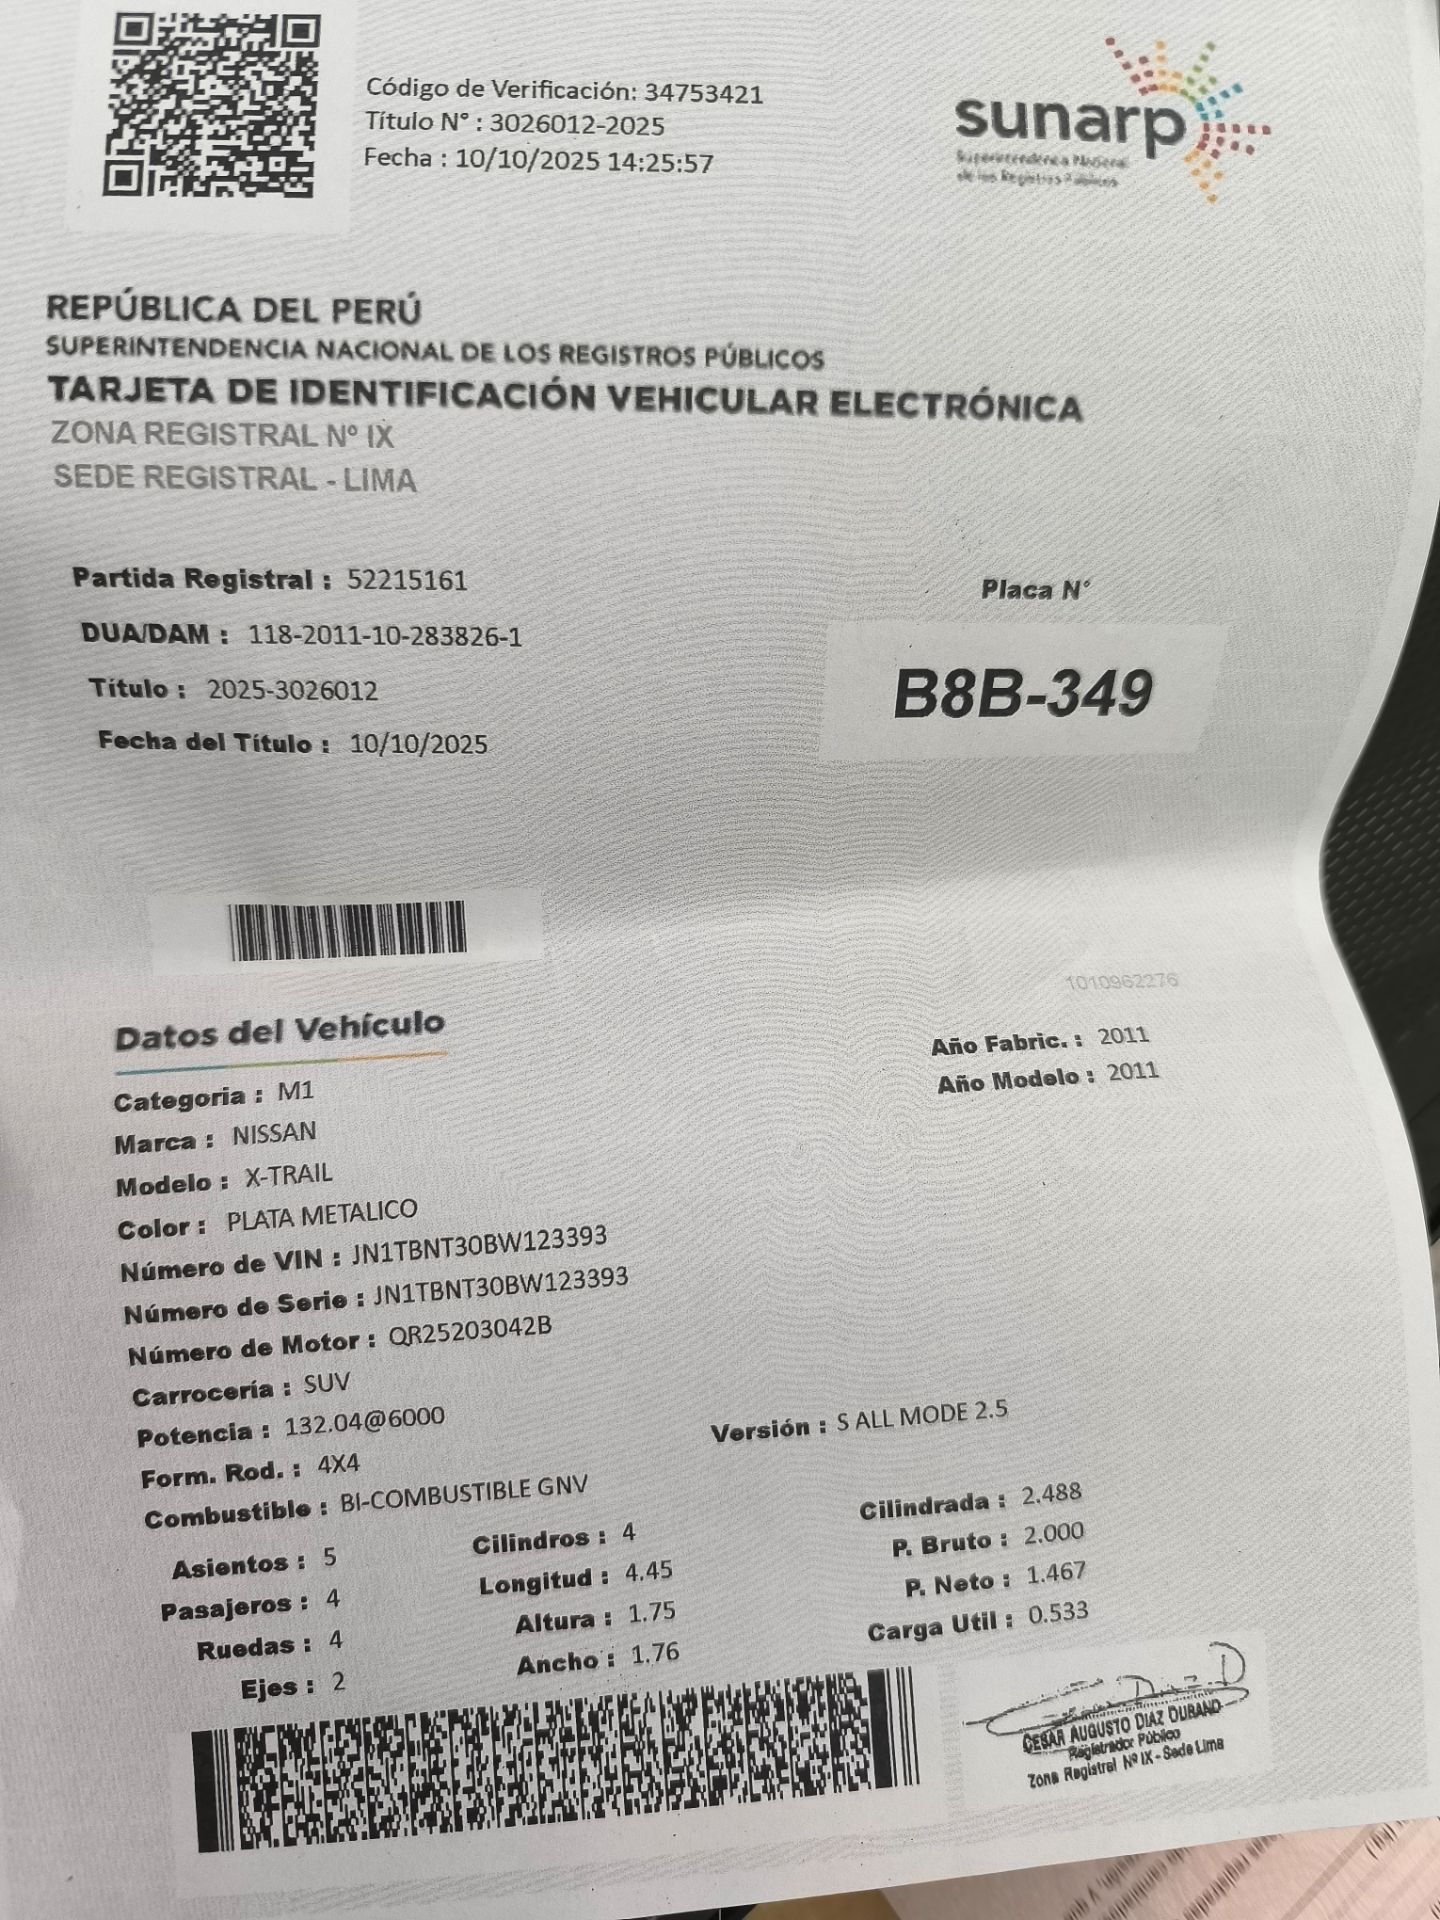 Código de Verificación: 34753421
Título N° : 3026012-2025
Fecha : 10/10/2025 14:25:57
sunarp
Superintendencia Nacional
de los Registros Públicos
REPÚBLICA DEL PERÚ
SUPERINTENDENCIA NACIONAL DE LOS REGISTROS PÚBLICOS
TARJETA DE IDENTIFICACIÓN VEHICULAR ELECTRÓNICA
ZONA REGISTRAL Nº IX
SEDE REGISTRAL - LIMA
Partida Registral : 52215161
DUA/DAM : 118-2011-10-283826-1
Título : 2025-3026012
Fecha del Título : 10/10/2025
Placa N°
B8B-349
1010962276
Datos del Vehículo
Año Fabric. : 2011
Año Modelo : 2011
Categoria : M1
Marca : NISSAN
Modelo : X-TRAIL
Color : PLATA METALICO
Número de VIN : JN1TBNT30BW123393
Número de Serie : JN1TBNT30BW123393
Número de Motor : QR25203042B
Carrocería : SUV
Potencia : 132.04@6000
Versión : S ALL MODE 2.5
Form. Rod. : 4X4
Combustible : BI-COMBUSTIBLE GNV
Asientos : 5 Cilindros : 4 Cilindrada : 2.488
Pasajeros : 4 Longitud : 4.45 P. Bruto : 2.000
Ruedas : 4 Altura : 1.75 P. Neto : 1.467
Ejes : 2 Ancho : 1.76 Carga Util : 0.533
CESAR AUGUSTO DIAZ DURAND
Registrador Público
Zona Registral Nº IX - Sede Lima